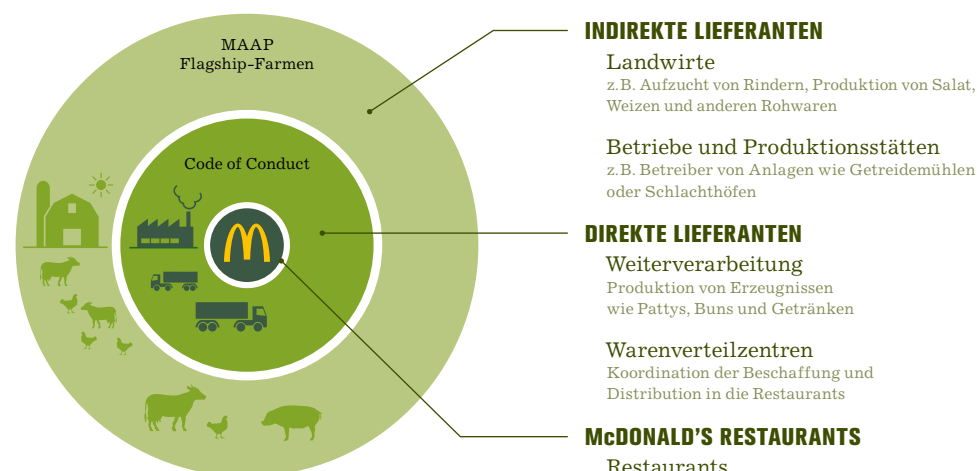 MAAP
Flagship-Farmen
Code of Conduct
INDIREKTE LIEFERANTEN
Landwirte
z.B. Aufzucht von Rindern, Produktion von Salat,
Weizen und anderen Rohwaren
Betriebe und Produktionsstätten
z.B. Betreiber von Anlagen wie Getreidemühlen
oder Schlachthöfen
DIREKTE LIEFERANTEN
Weiterverarbeitung
Produktion von Erzeugnissen
wie Pattys, Buns und Getränken
Warenverteilzentren
Koordination der Beschaffung und
Distribution in die Restaurants
McDONALD'S RESTAURANTS
Restaurants